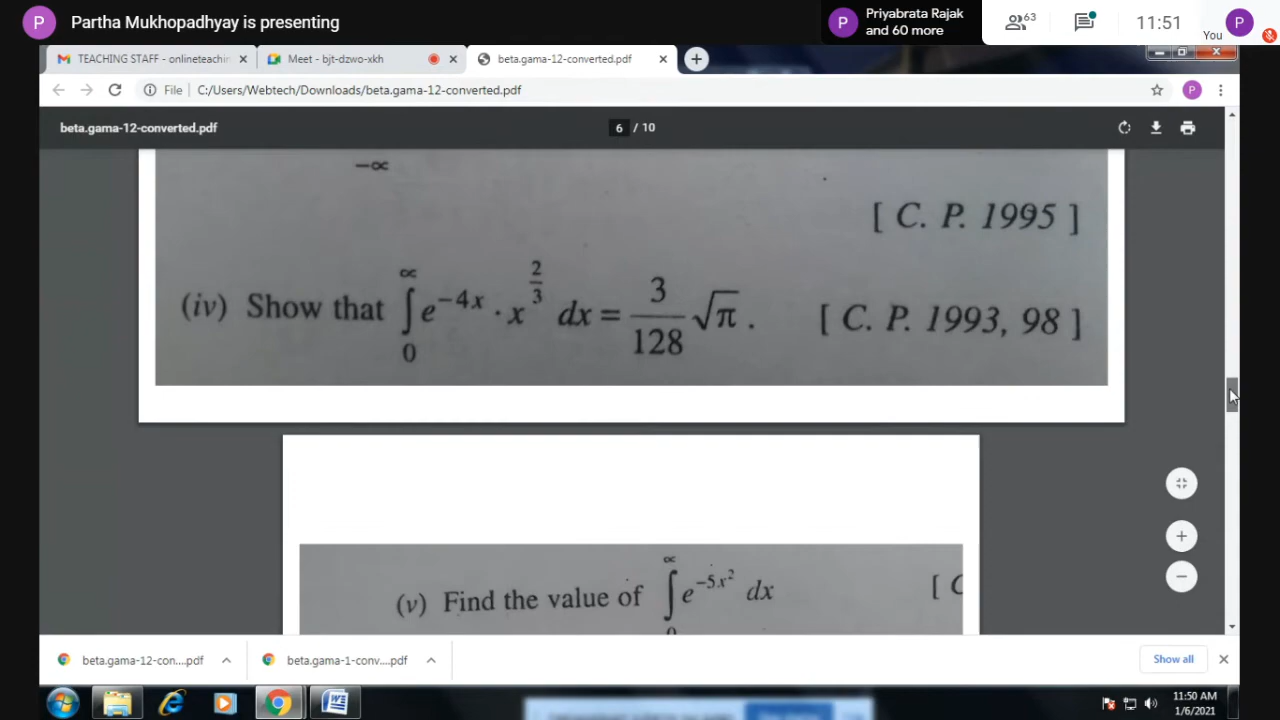 P Partha Mukhopadhyay is presenting
P Priyabrata Rajak and 60 more
63
11:51
You P
TEACHING STAFF - onlineteachin
Meet - bjt-dzwo-xkh
beta.gama-12-converted.pdf
File | C:/Users/Webtech/Downloads/beta.gama-12-converted.pdf
P
beta.gama-12-converted.pdf
6 / 10
−∝
[ C. P. 1995 ]
(iv) Show that ∫₀^∝ e^{−4x} · x^{2/3} dx = 3/128 √π . [ C. P. 1993, 98 ]
(v) Find the value of ∫₀^∝ e^{−5x²} dx [ C
beta.gama-12-con....pdf
beta.gama-1-conv....pdf
Show all
11:50 AM
1/6/2021